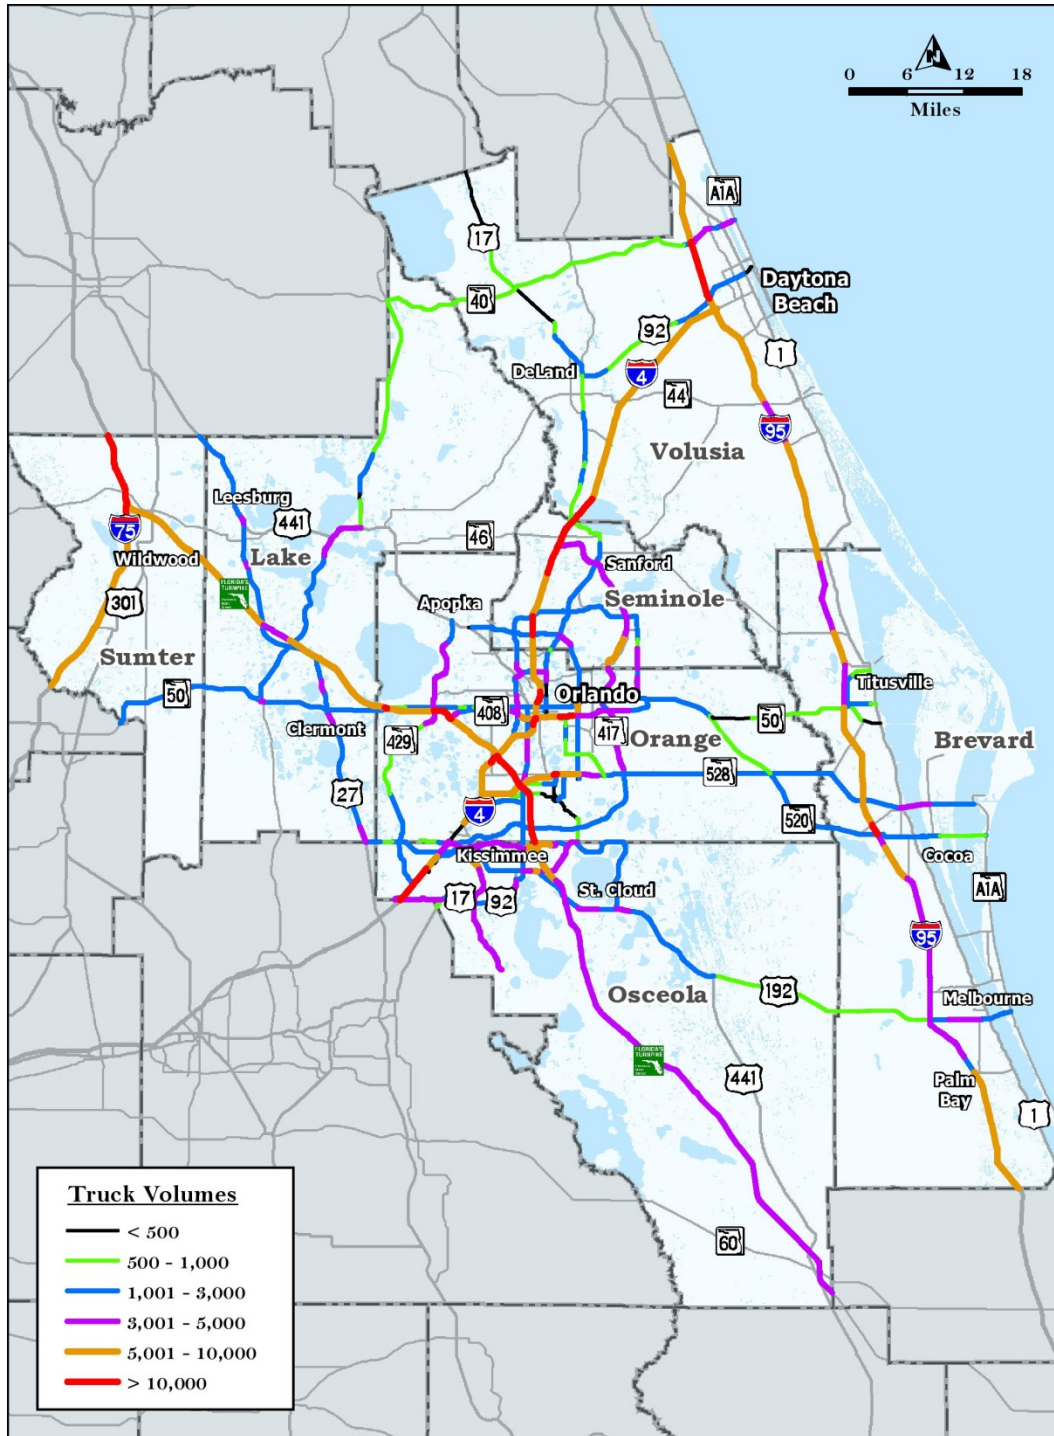 N
0 6 12 18
Miles
A1A
17
Daytona
Beach
40
92
1
DeLand
4
44
95
Volusia
Leesburg
441
75
46
Wildwood
Lake
Sanford
FLORIDA'S
TURNPIKE
301
Apopka
Seminole
Sumter
50
Titusville
Orlando
408
50
Clermont
417
429
Orange
Brevard
528
27
4
520
Kissimmee
Cocoa
St. Cloud
17
92
A1A
95
Osceola
192
Melbourne
FLORIDA'S
TURNPIKE
441
Palm
Bay
1
60
Truck Volumes
< 500
500 - 1,000
1,001 - 3,000
3,001 - 5,000
5,001 - 10,000
> 10,000